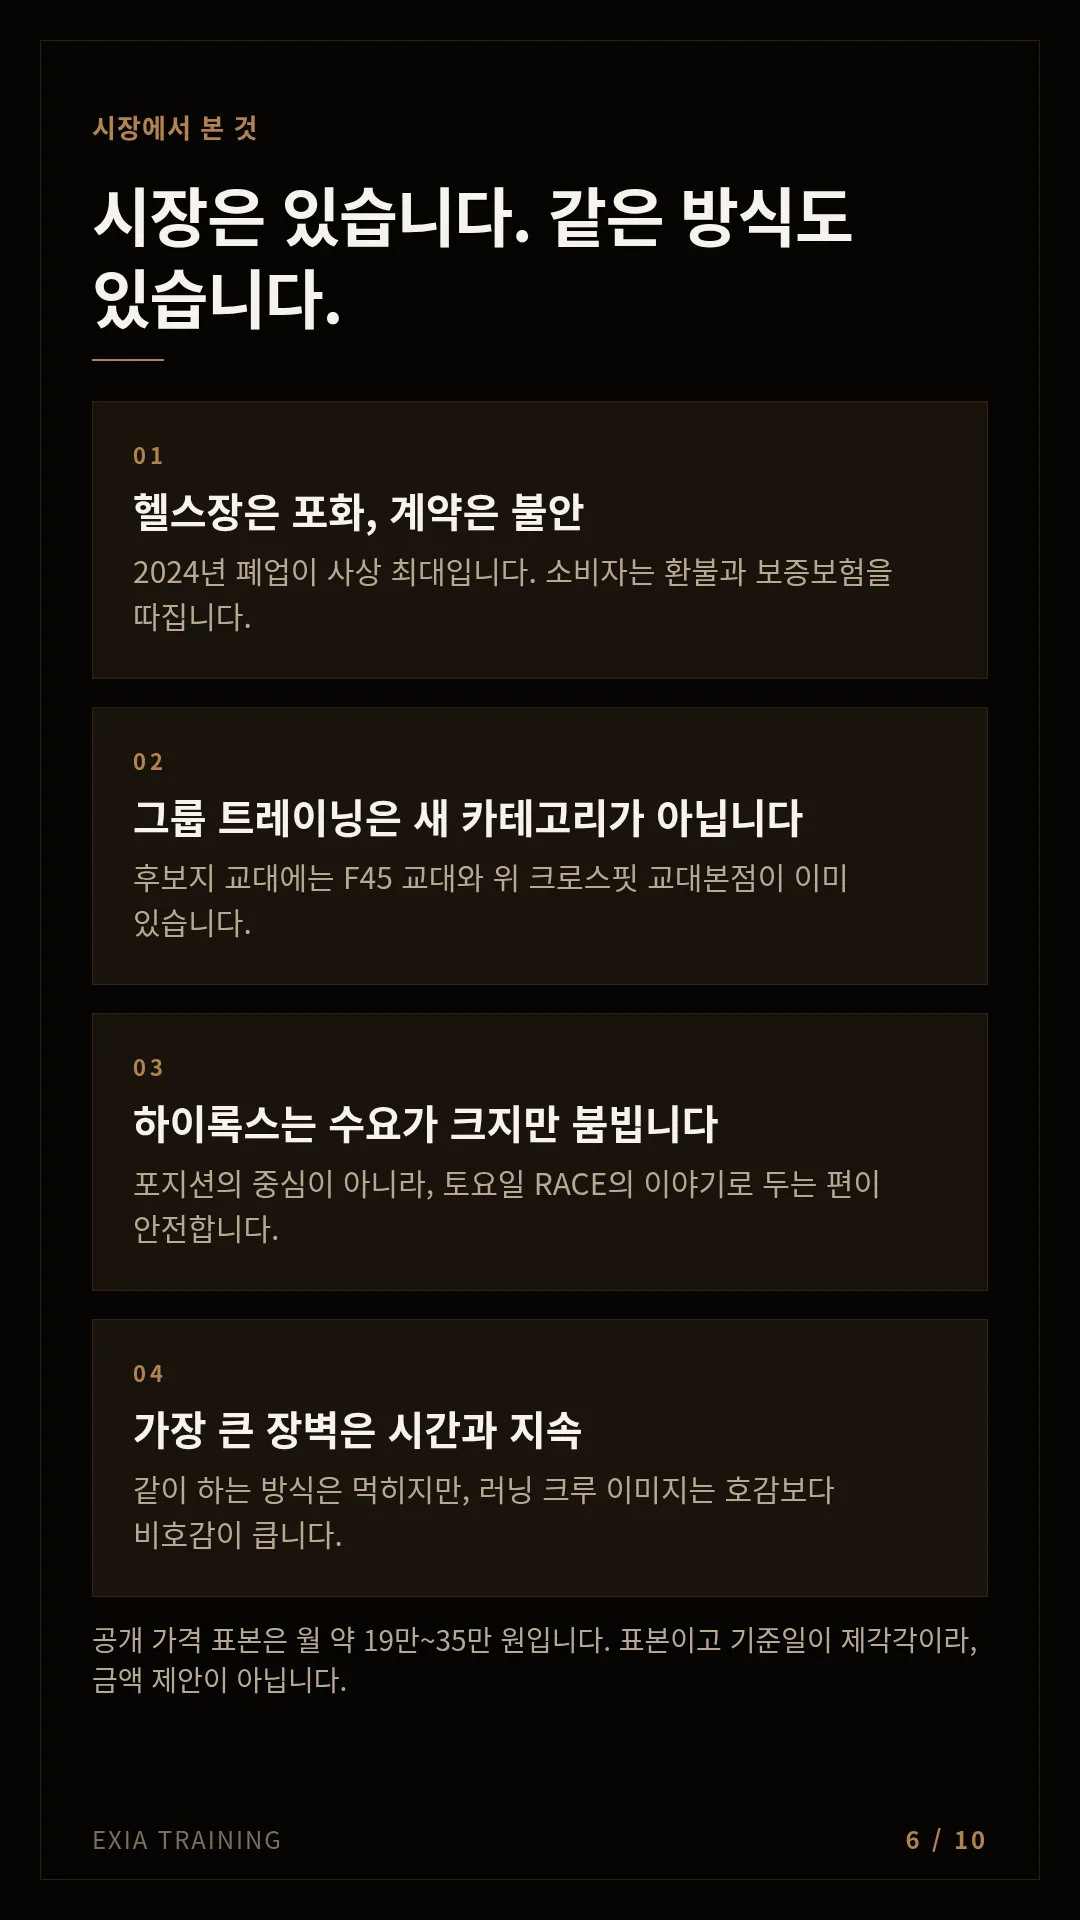 시장에서 본 것
시장은 있습니다. 같은 방식도
있습니다.
01
헬스장은 포화, 계약은 불안
2024년 폐업이 사상 최대입니다. 소비자는 환불과 보증보험을
따집니다.
02
그룹 트레이닝은 새 카테고리가 아닙니다
후보지 교대에는 F45 교대와 위 크로스핏 교대본점이 이미
있습니다.
03
하이록스는 수요가 크지만 붐빕니다
포지션의 중심이 아니라, 토요일 RACE의 이야기로 두는 편이
안전합니다.
04
가장 큰 장벽은 시간과 지속
같이 하는 방식은 먹히지만, 러닝 크루 이미지는 호감보다
비호감이 큽니다.
공개 가격 표본은 월 약 19만~35만 원입니다. 표본이고 기준일이 제각각이라,
금액 제안이 아닙니다.
EXIA TRAINING
6 / 10